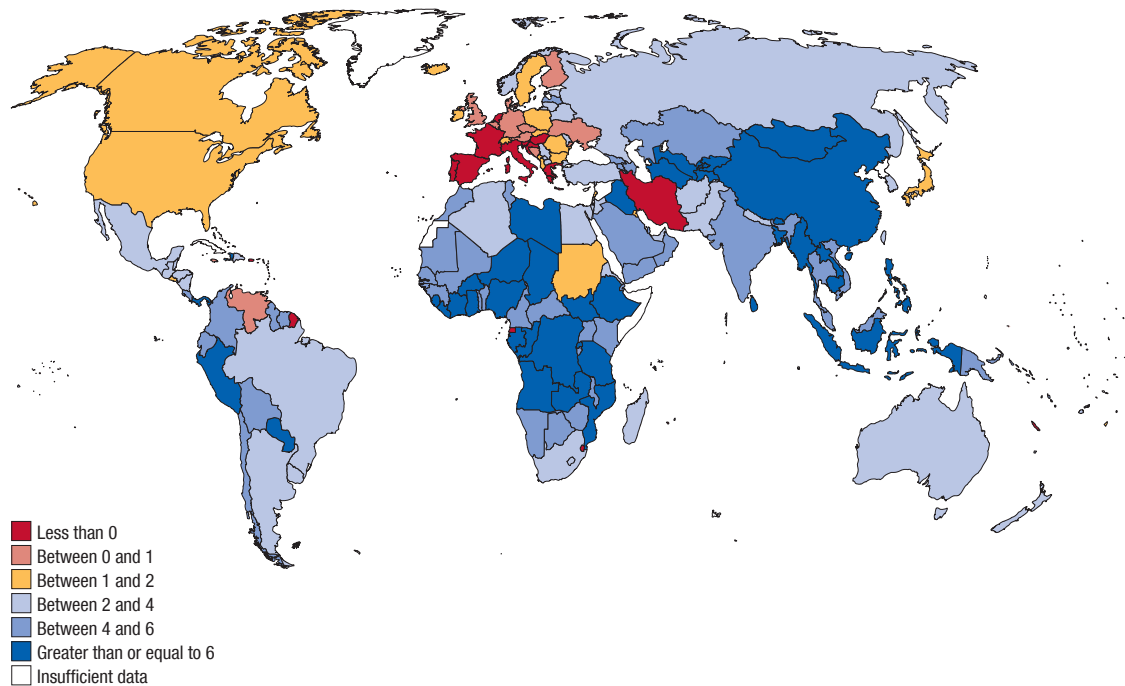 Less than 0
Between 0 and 1
Between 1 and 2
Between 2 and 4
Between 4 and 6
Greater than or equal to 6
Insufficient data